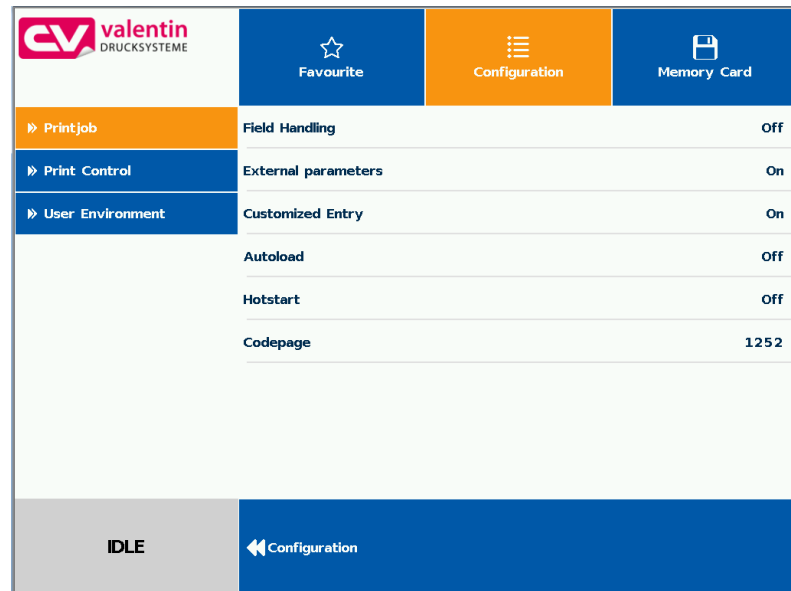 valentin
DRUCKSYSTEME
Favourite
Configuration
Memory Card
Printjob
Print Control
User Environment
Field Handling Off
External parameters On
Customized Entry On
Autoload Off
Hotstart Off
Codepage 1252
IDLE
Configuration